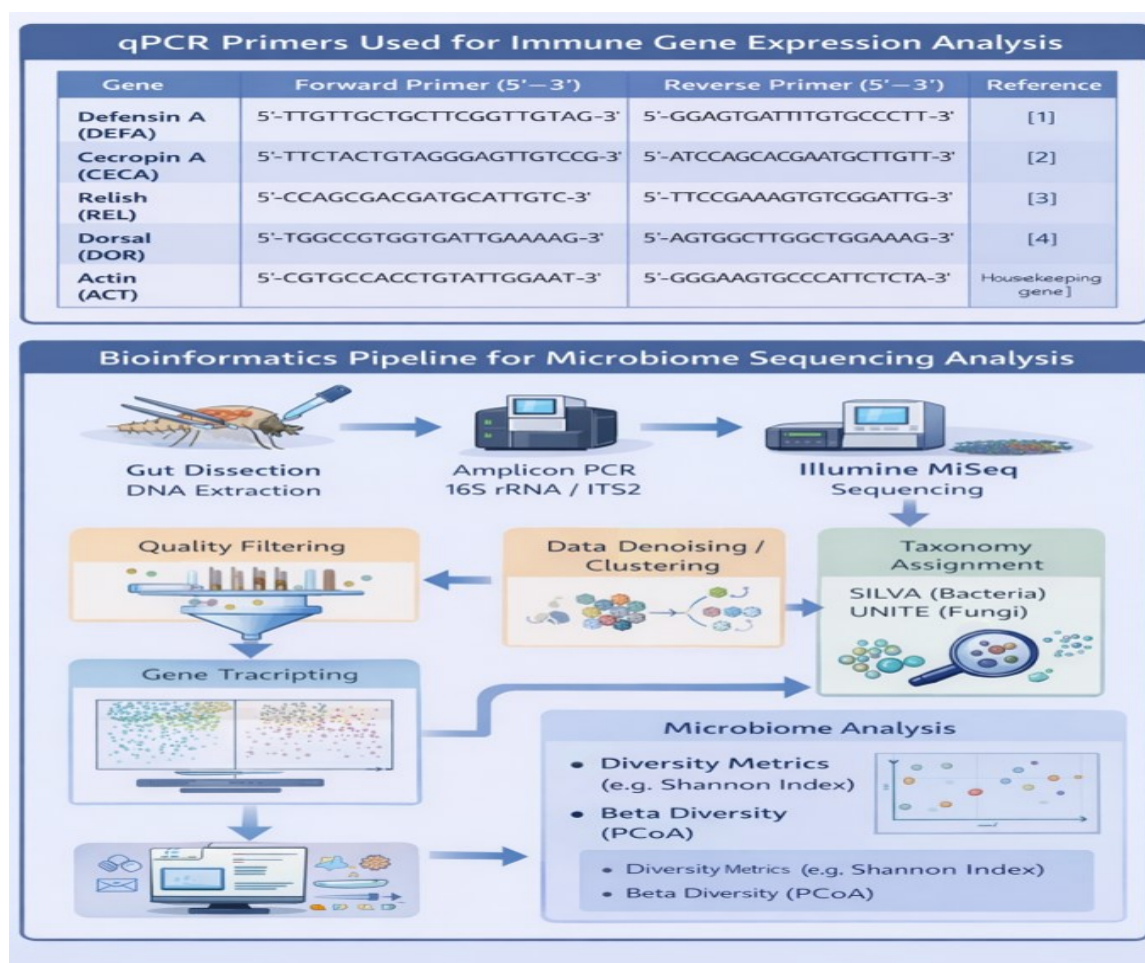 qPCR Primers Used for Immune Gene Expression Analysis
Gene Forward Primer (5'–3') Reverse Primer (5'–3') Reference
Defensin A (DEFA) 5'-TTGTTGCTGCTTCGGTTGTAG-3' 5'-GGAGTGATTTTGTGCCCTT-3' [1]
Cecropin A (CECA) 5'-TTCTACTGTAGGGAGTTGTCCG-3' 5'-ATCCAGCACGAATGCTTGTT-3' [2]
Relish (REL) 5'-CCAGCGACGATGCATTGTC-3' 5'-TTCCGAAAGTGTCGGATTG-3' [3]
Dorsal (DOR) 5'-TGGCCGTGGTGATTGAAAAG-3' 5'-AGTGGCTTGGCTGGAAAG-3' [4]
Actin (ACT) 5'-CGTGCCACCTGTATTGGAAT-3' 5'-GGGAAGTGCCCATTCTCTA-3' Housekeeping gene]
Bioinformatics Pipeline for Microbiome Sequencing Analysis
Gut Dissection
DNA Extraction
Amplicon PCR
16S rRNA / ITS2
Illumine MiSeq
Sequencing
Quality Filtering
Data Denoising /
Clustering
Taxonomy
Assignment
SILVA (Bacteria)
UNITE (Fungi)
Gene Tracripting
Microbiome Analysis
• Diversity Metrics
(e.g. Shannon Index)
• Beta Diversity
(PCoA)
• Diversity Metrics (e.g. Shannon Index)
• Beta Diversity (PCoA)